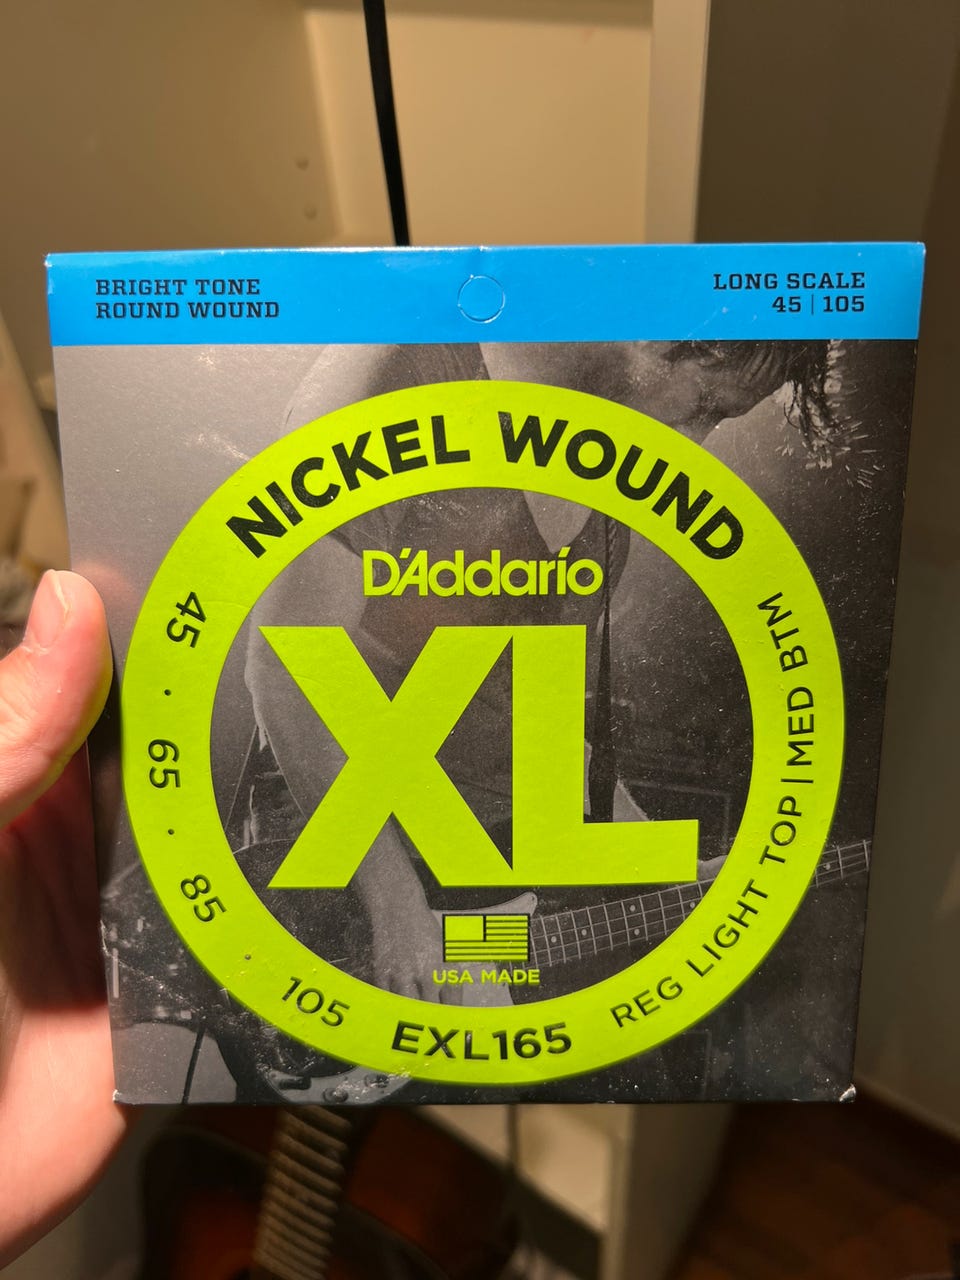 BRIGHT TONE
ROUND WOUND
LONG SCALE
45 | 105
NICKEL WOUND
D'Addario
XL
USA MADE
45 · 65 · 85 · 105
EXL165
REG LIGHT TOP | MED BTM